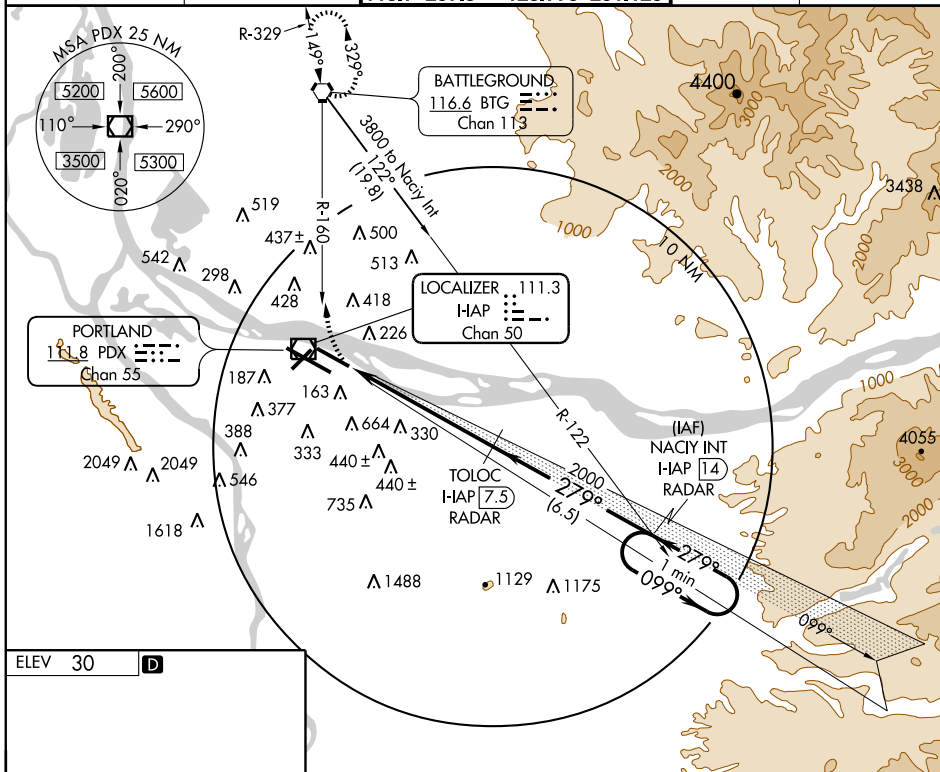 MSA PDX 25 NM
5200
200°
5600
110°
290°
3500
020°
5300
R-329
149°
329°
BATTLEGROUND
116.6 BTG
Chan 113
3800 to Naciy Int
122°
(19.8)
R-160
4400
3000
2000
1000
3438
2000
10 NM
519
437 ±
500
542
513
298
428
418
226
LOCALIZER 111.3
I-IAP
Chan 50
PORTLAND
111.8 PDX
Chan 55
187
163
377
664
330
388
333
440 ±
440 ±
2049
2049
546
735
1618
TOLOC
I-IAP 7.5
RADAR
R-122
2000
279°
(6.5)
(IAF)
NACIY INT
I-IAP 14
RADAR
1000
4055
3000
2000
279°
1 min
099°
099°
1488
1129
1175
ELEV 30
D